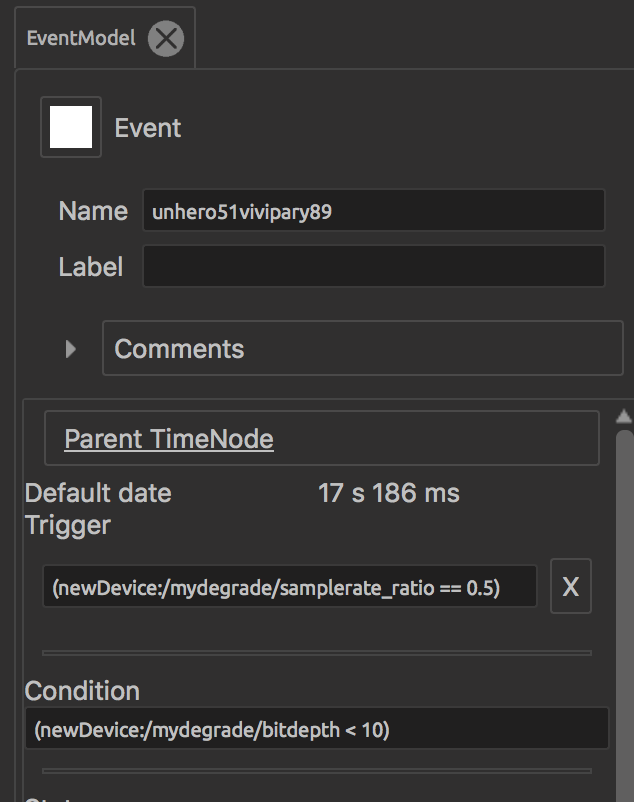 EventModel
Event
Name unhero51vivipary89
Label
Comments
Parent TimeNode
Default date 17 s 186 ms
Trigger
(newDevice:/mydegrade/samplerate_ratio == 0.5) X
Condition
(newDevice:/mydegrade/bitdepth < 10)